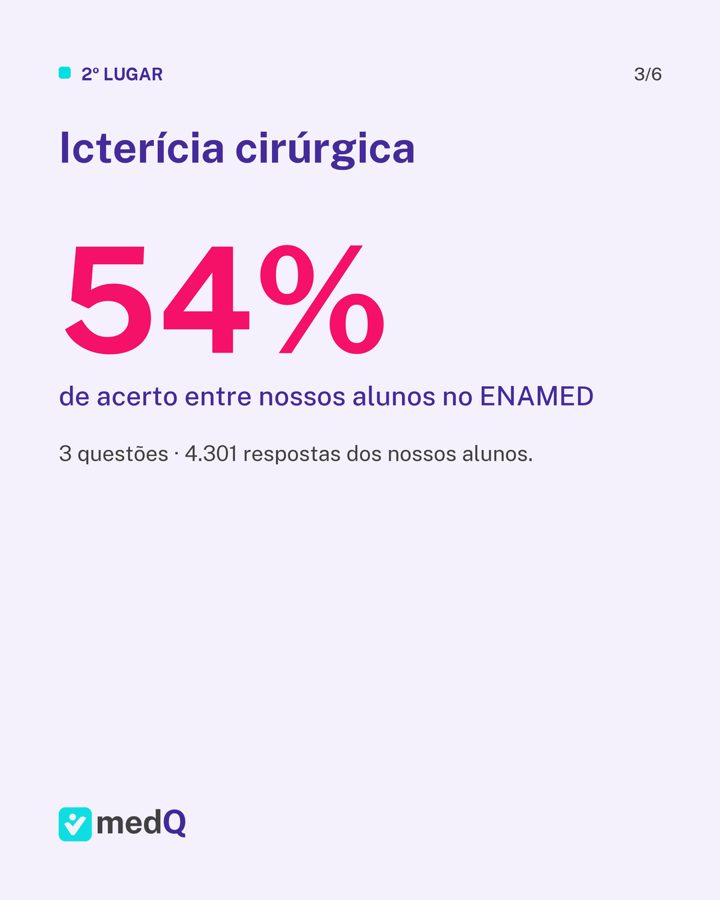 2º LUGAR
3/6
Icterícia cirúrgica
54%
de acerto entre nossos alunos no ENAMED
3 questões · 4.301 respostas dos nossos alunos.
medQ